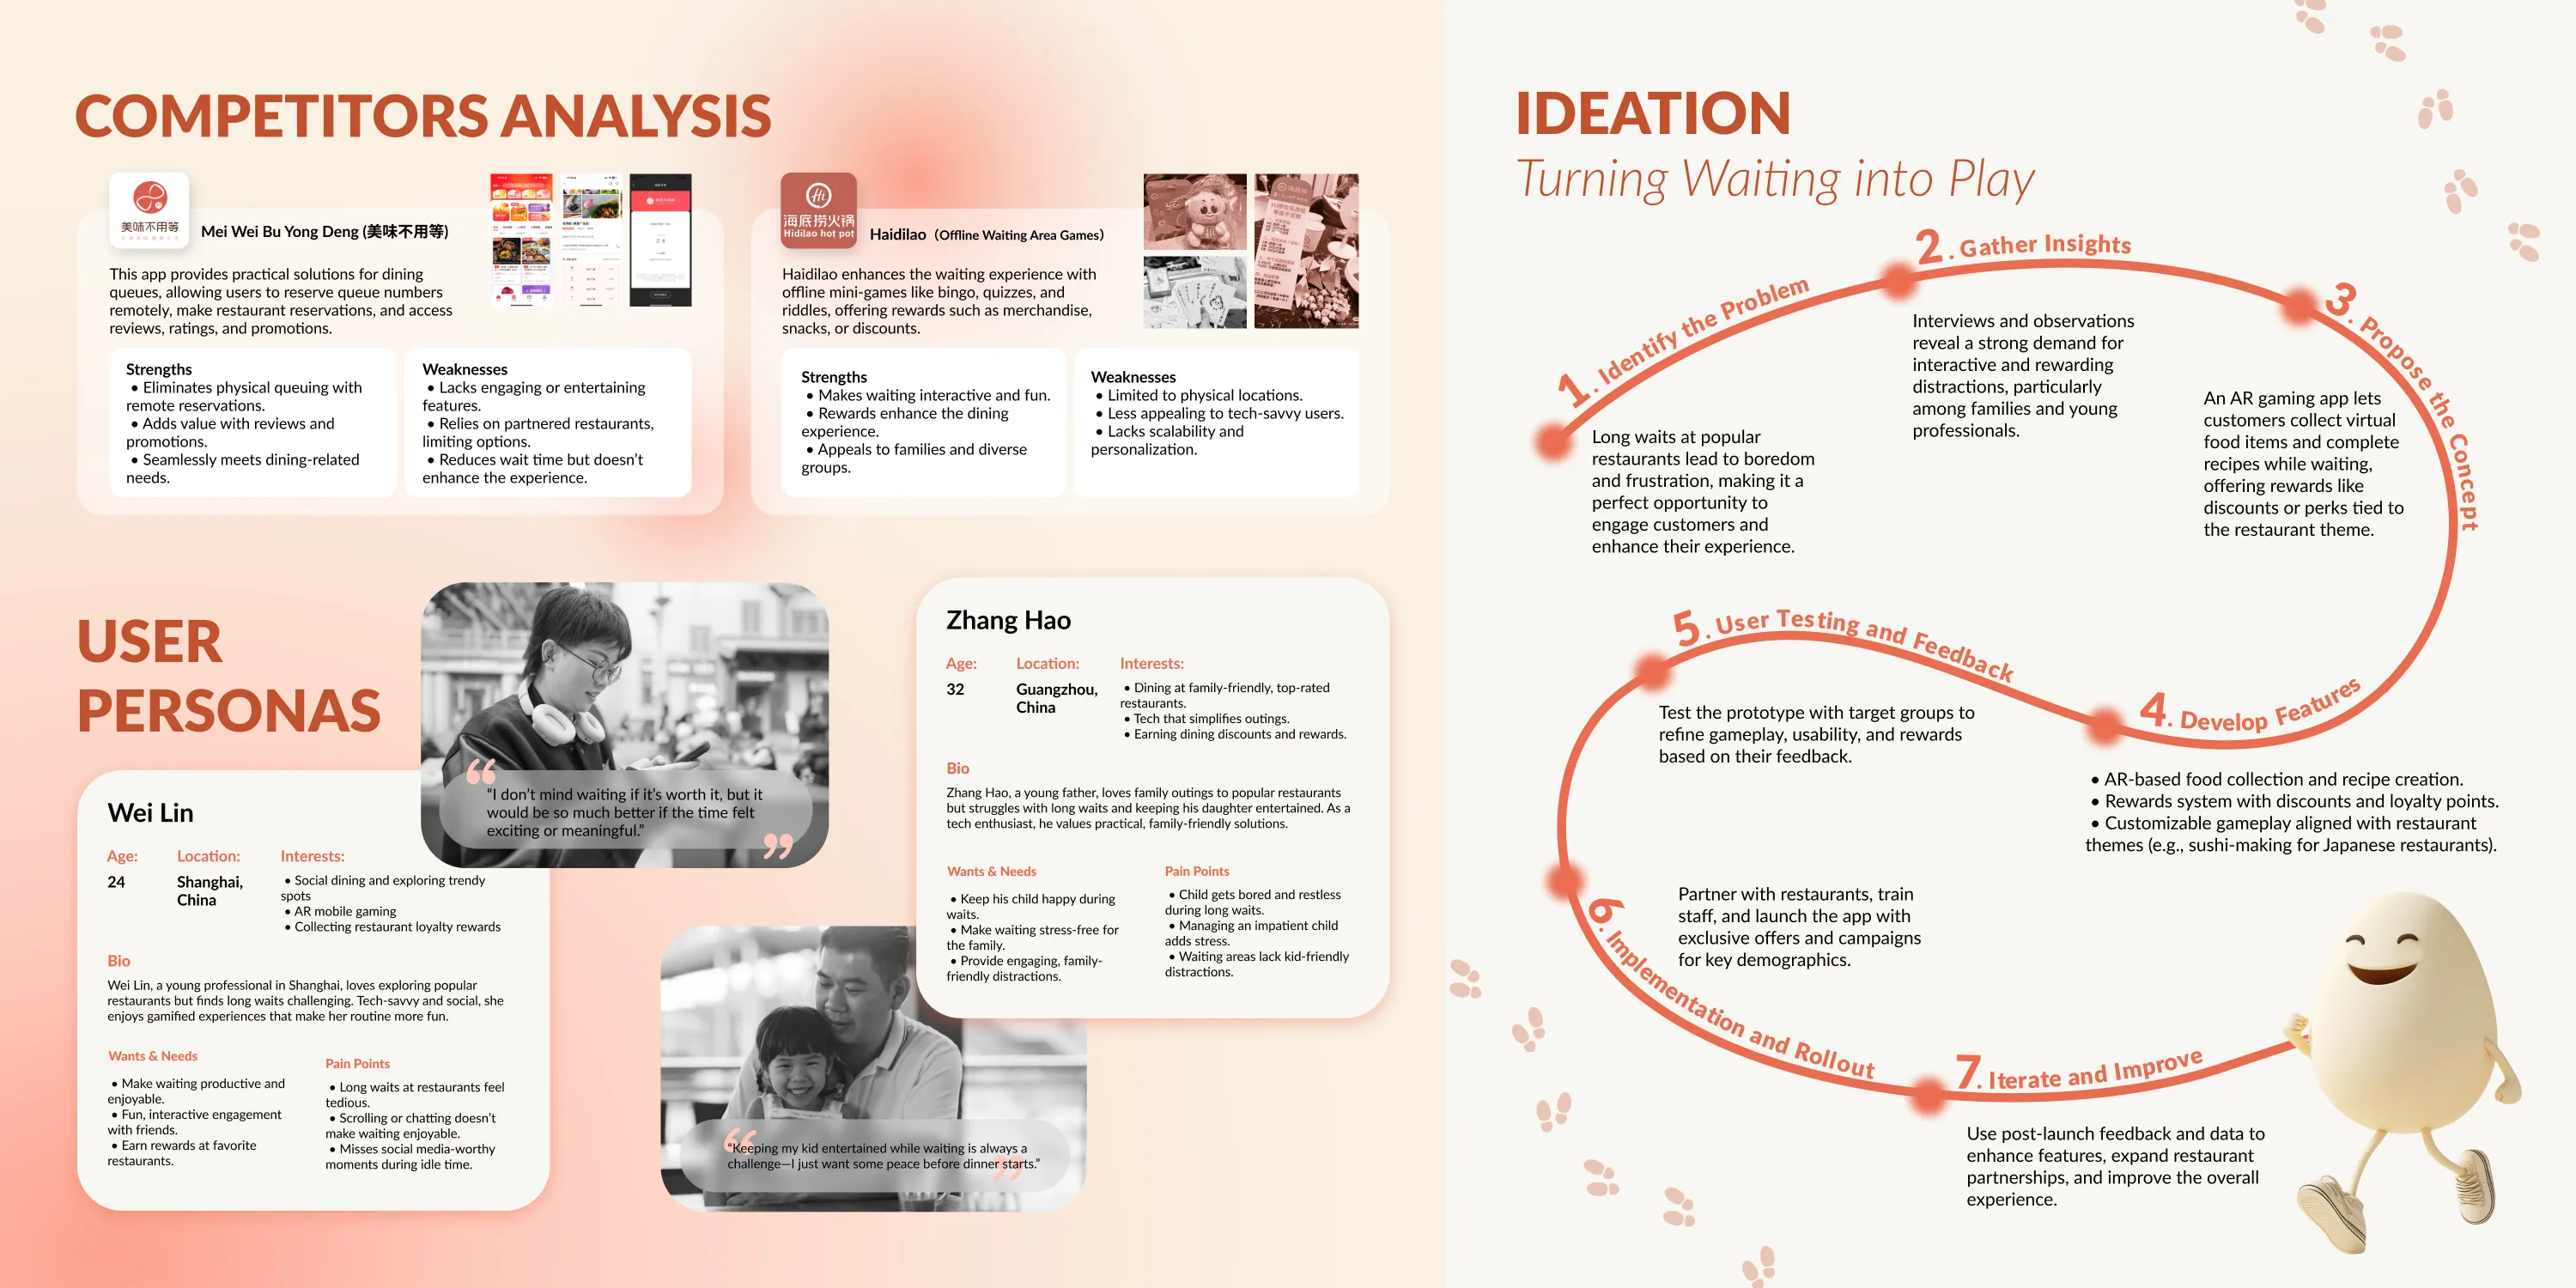 COMPETITORS ANALYSIS
美味不用等
Mei Wei Bu Yong Deng (美味不用等)
This app provides practical solutions for dining
queues, allowing users to reserve queue numbers
remotely, make restaurant reservations, and access
reviews, ratings, and promotions.
Strengths
• Eliminates physical queuing with
remote reservations.
• Adds value with reviews and
promotions.
• Seamlessly meets dining-related
needs.
Weaknesses
• Lacks engaging or entertaining
features.
• Relies on partnered restaurants,
limiting options.
• Reduces wait time but doesn’t
enhance the experience.
Hi
海底捞火锅
Hidilao hot pot
Haidilao（Offline Waiting Area Games）
Haidilao enhances the waiting experience with
offline mini-games like bingo, quizzes, and
riddles, offering rewards such as merchandise,
snacks, or discounts.
Strengths
• Makes waiting interactive and fun.
• Rewards enhance the dining
experience.
• Appeals to families and diverse
groups.
Weaknesses
• Limited to physical locations.
• Less appealing to tech-savvy users.
• Lacks scalability and
personalization.
USER
PERSONAS
“I don’t mind waiting if it’s worth it, but it
would be so much better if the time felt
exciting or meaningful.”
Wei Lin
Age:
24
Location:
Shanghai,
China
Interests:
• Social dining and exploring trendy
spots
• AR mobile gaming
• Collecting restaurant loyalty rewards
Bio
Wei Lin, a young professional in Shanghai, loves exploring popular
restaurants but finds long waits challenging. Tech-savvy and social, she
enjoys gamified experiences that make her routine more fun.
Wants & Needs
• Make waiting productive and
enjoyable.
• Fun, interactive engagement
with friends.
• Earn rewards at favorite
restaurants.
Pain Points
• Long waits at restaurants feel
tedious.
• Scrolling or chatting doesn’t
make waiting enjoyable.
• Misses social media-worthy
moments during idle time.
Zhang Hao
Age:
32
Location:
Guangzhou,
China
Interests:
• Dining at family-friendly, top-rated
restaurants.
• Tech that simplifies outings.
• Earning dining discounts and rewards.
Bio
Zhang Hao, a young father, loves family outings to popular restaurants
but struggles with long waits and keeping his daughter entertained. As a
tech enthusiast, he values practical, family-friendly solutions.
Wants & Needs
• Keep his child happy during
waits.
• Make waiting stress-free for
the family.
• Provide engaging, family-
friendly distractions.
Pain Points
• Child gets bored and restless
during long waits.
• Managing an impatient child
adds stress.
• Waiting areas lack kid-friendly
distractions.
“Keeping my kid entertained while waiting is always a
challenge—I just want some peace before dinner starts.”
IDEATION
Turning Waiting into Play
1. Identify the Problem
Long waits at popular
restaurants lead to boredom
and frustration, making it a
perfect opportunity to
engage customers and
enhance their experience.
2. Gather Insights
Interviews and observations
reveal a strong demand for
interactive and rewarding
distractions, particularly
among families and young
professionals.
3. Propose the Concept
An AR gaming app lets
customers collect virtual
food items and complete
recipes while waiting,
offering rewards like
discounts or perks tied to
the restaurant theme.
4. Develop Features
• AR-based food collection and recipe creation.
• Rewards system with discounts and loyalty points.
• Customizable gameplay aligned with restaurant
themes (e.g., sushi-making for Japanese restaurants).
5. User Testing and Feedback
Test the prototype with target groups to
refine gameplay, usability, and rewards
based on their feedback.
6. Implementation and Rollout
Partner with restaurants, train
staff, and launch the app with
exclusive offers and campaigns
for key demographics.
7. Iterate and Improve
Use post-launch feedback and data to
enhance features, expand restaurant
partnerships, and improve the overall
experience.